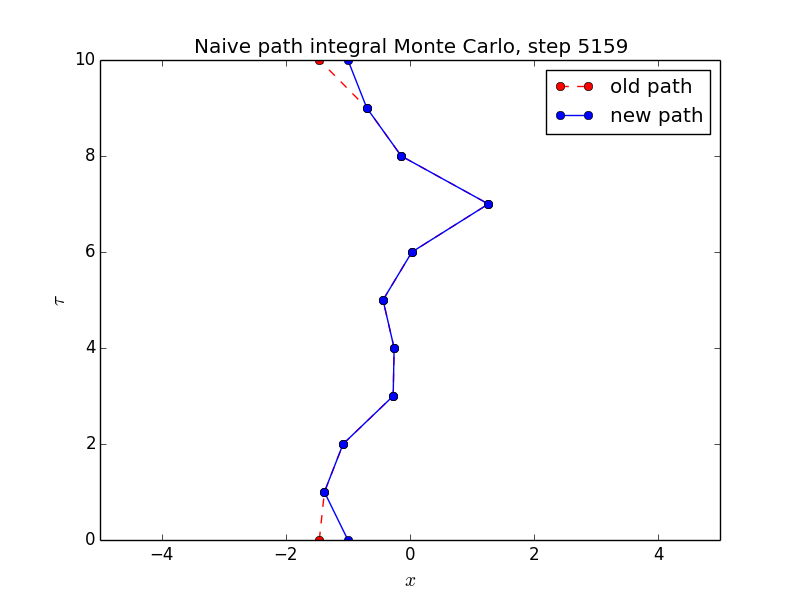 Naive path integral Monte Carlo, step 5159
10
8
6
4
2
0
τ
−4
−2
0
2
4
x
old path
new path